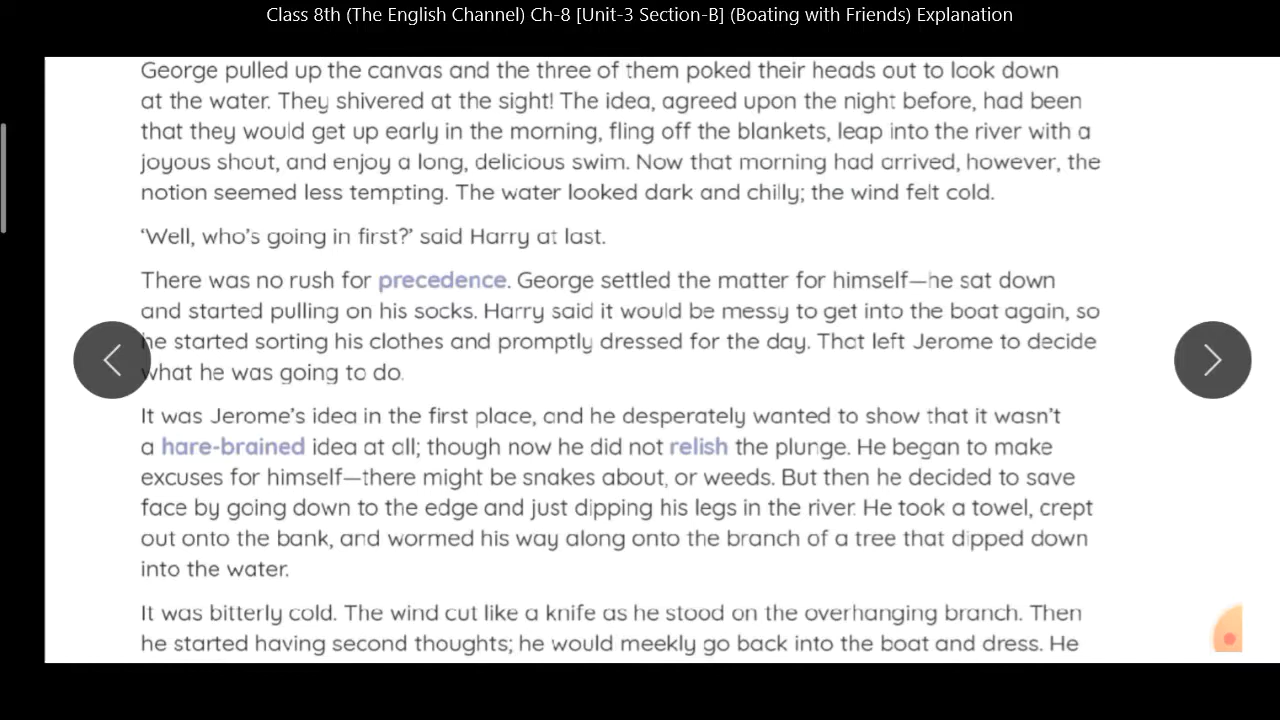 Class 8th (The English Channel) Ch-8 [Unit-3 Section-B] (Boating with Friends) Explanation
George pulled up the canvas and the three of them poked their heads out to look down
at the water. They shivered at the sight! The idea, agreed upon the night before, had been
that they would get up early in the morning, fling off the blankets, leap into the river with a
joyous shout, and enjoy a long, delicious swim. Now that morning had arrived, however, the
notion seemed less tempting. The water looked dark and chilly; the wind felt cold.
‘Well, who’s going in first?’ said Harry at last.
There was no rush for precedence. George settled the matter for himself—he sat down
and started pulling on his socks. Harry said it would be messy to get into the boat again, so
he started sorting his clothes and promptly dressed for the day. That left Jerome to decide
what he was going to do.
It was Jerome’s idea in the first place, and he desperately wanted to show that it wasn’t
a hare-brained idea at all; though now he did not relish the plunge. He began to make
excuses for himself—there might be snakes about, or weeds. But then he decided to save
face by going down to the edge and just dipping his legs in the river. He took a towel, crept
out onto the bank, and wormed his way along onto the branch of a tree that dipped down
into the water.
It was bitterly cold. The wind cut like a knife as he stood on the overhanging branch. Then
he started having second thoughts; he would meekly go back into the boat and dress. He